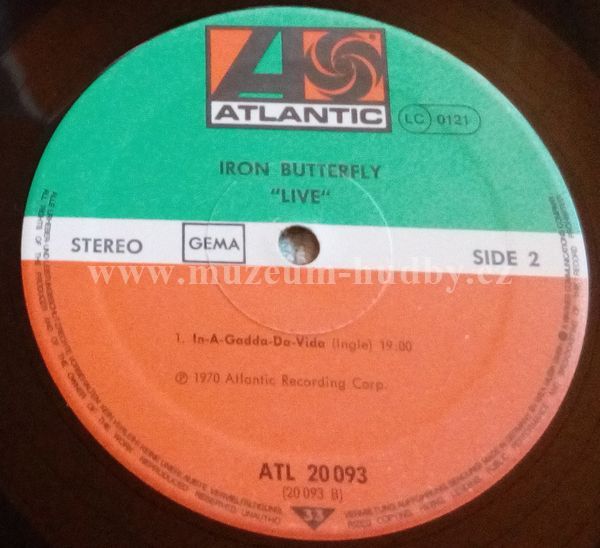 ATLANTIC
LC 0121
IRON BUTTERFLY
"LIVE"
STEREO GEMA SIDE 2
www.muzeum-hudby.cz
1. In-A-Gadda-Da-Vida (Ingle) 19:00
Ⓟ 1970 Atlantic Recording Corp.
ATL 20 093
(20 093 B)
33